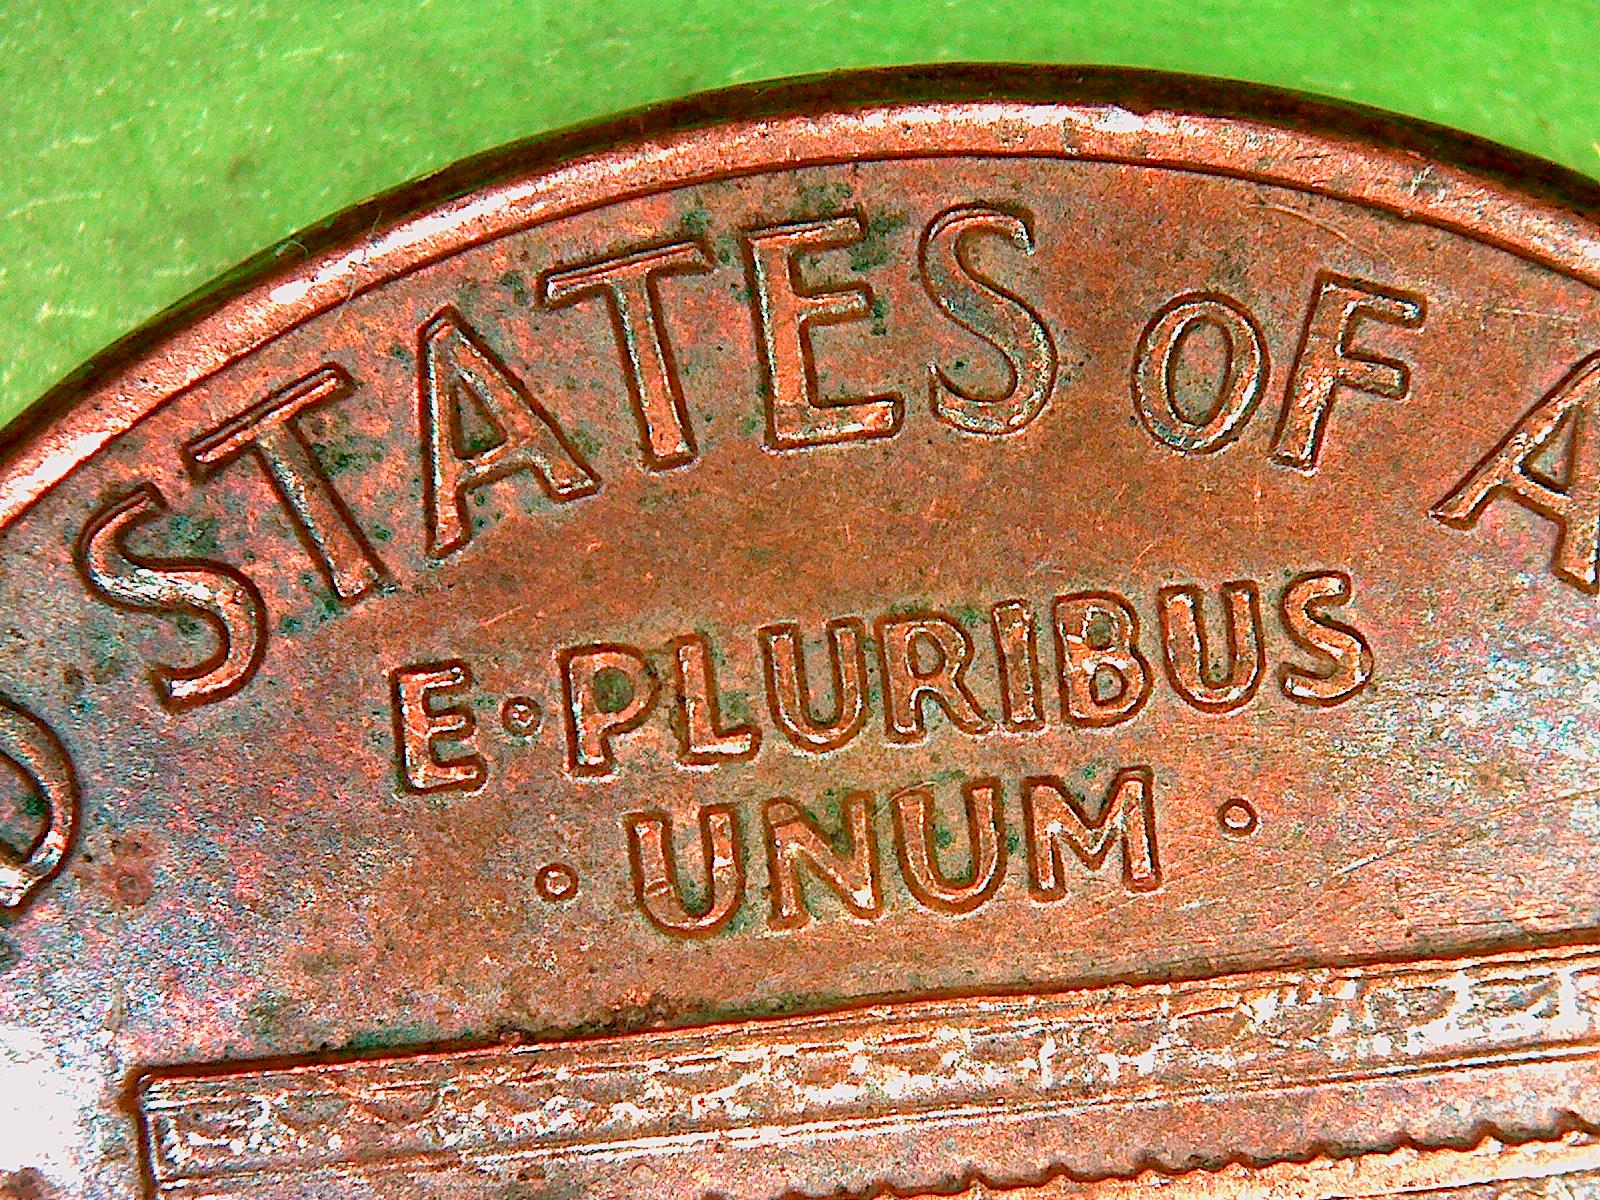 D STATES OF A
E·PLURIBUS
·UNUM·